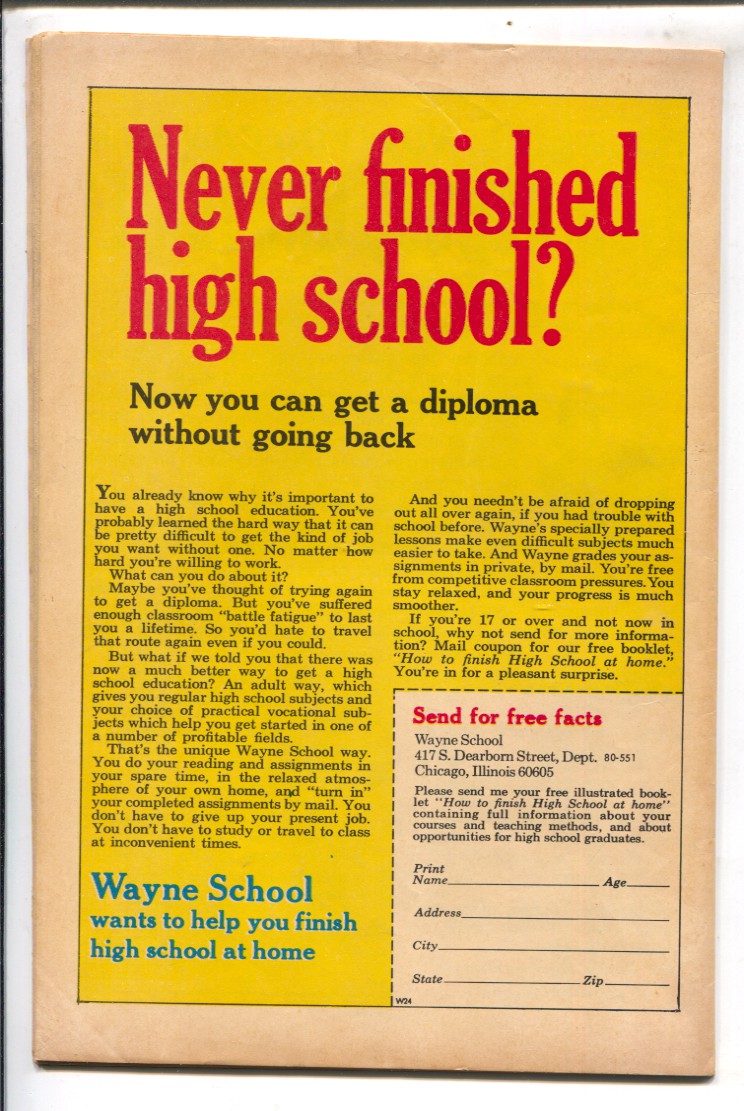 Never finished
high school?
Now you can get a diploma
without going back
You already know why it's important to
have a high school education. You've
probably learned the hard way that it can
be pretty difficult to get the kind of job
you want without one. No matter how
hard you're willing to work.
What can you do about it?
Maybe you've thought of trying again
to get a diploma. But you've suffered
enough classroom "battle fatigue" to last
you a lifetime. So you'd hate to travel
that route again even if you could.
But what if we told you that there was
now a much better way to get a high
school education? An adult way, which
gives you regular high school subjects and
your choice of practical vocational sub-
jects which help you get started in one of
a number of profitable fields.
That's the unique Wayne School way.
You do your reading and assignments in
your spare time, in the relaxed atmos-
phere of your own home, and "turn in"
your completed assignments by mail. You
don't have to give up your present job.
You don't have to study or travel to class
at inconvenient times.
Wayne School
wants to help you finish
high school at home
And you needn't be afraid of dropping
out all over again, if you had trouble with
school before. Wayne's specially prepared
lessons make even difficult subjects much
easier to take. And Wayne grades your as-
signments in private, by mail. You're free
from competitive classroom pressures. You
stay relaxed, and your progress is much
smoother.
If you're 17 or over and not now in
school, why not send for more informa-
tion? Mail coupon for our free booklet,
"How to finish High School at home."
You're in for a pleasant surprise.
Send for free facts
Wayne School
417 S. Dearborn Street, Dept. 80-551
Chicago, Illinois 60605
Please send me your free illustrated book-
let "How to finish High School at home"
containing full information about your
courses and teaching methods, and about
opportunities for high school graduates.
Print
Name Age
Address
City
State Zip
W24